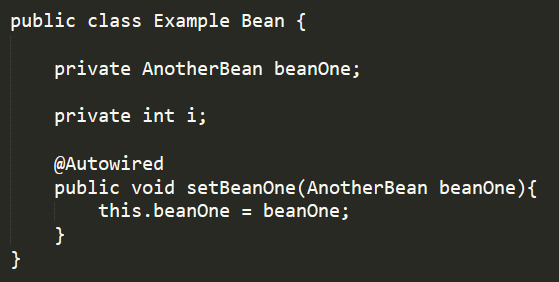 public class Example Bean {
private AnotherBean beanOne;
private int i;
@Autowired
public void setBeanOne(AnotherBean beanOne){
this.beanOne = beanOne;
}
}